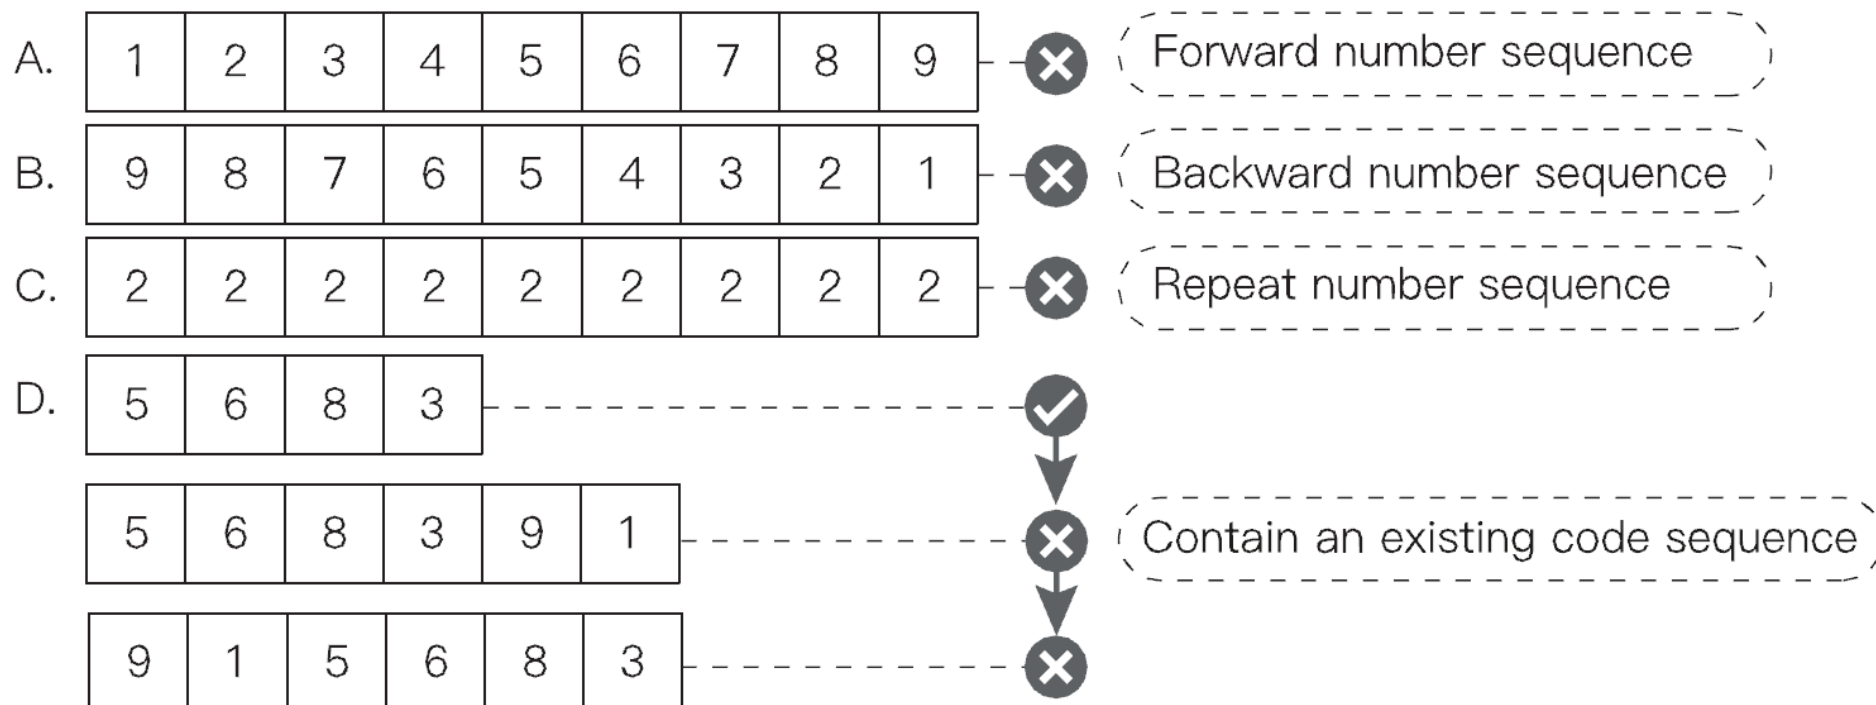 A. 1 2 3 4 5 6 7 8 9 Forward number sequence
B. 9 8 7 6 5 4 3 2 1 Backward number sequence
C. 2 2 2 2 2 2 2 2 2 Repeat number sequence
D. 5 6 8 3
5 6 8 3 9 1 Contain an existing code sequence
9 1 5 6 8 3